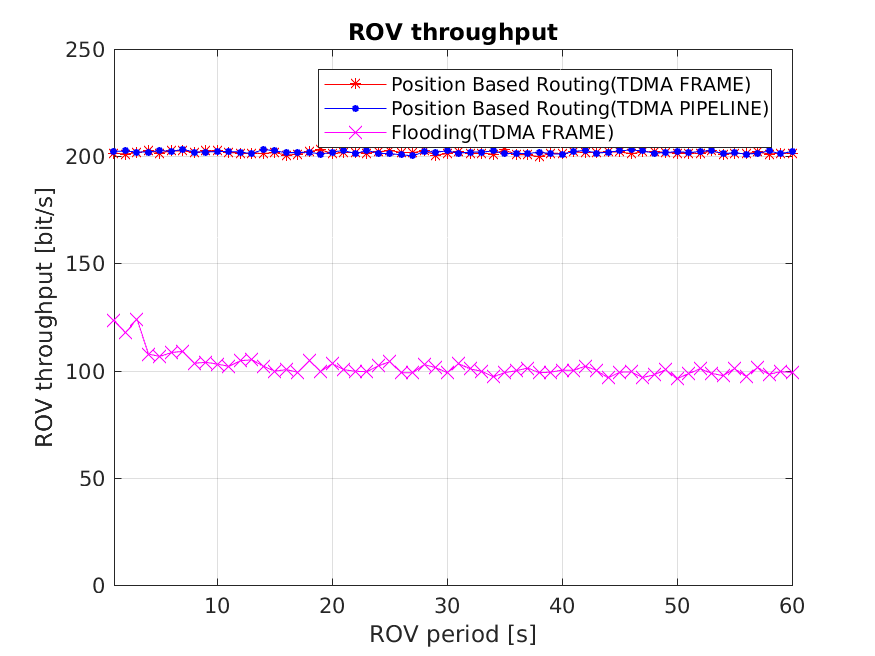 ROV throughput
250
200
150
100
50
0
ROV throughput [bit/s]
Position Based Routing(TDMA FRAME)
Position Based Routing(TDMA PIPELINE)
Flooding(TDMA FRAME)
10 20 30 40 50 60
ROV period [s]